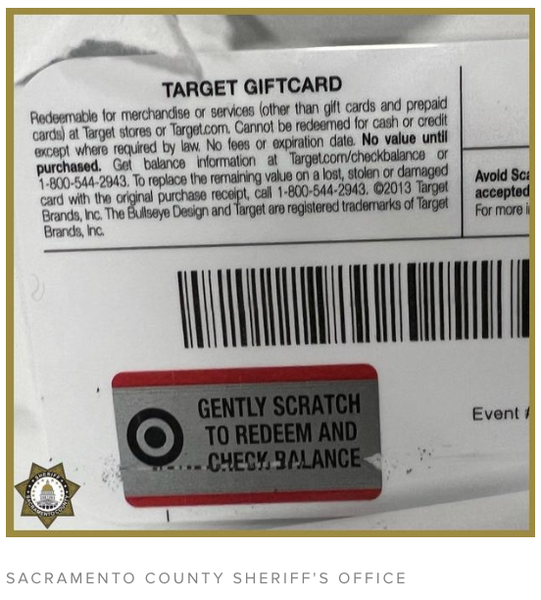 TARGET GIFTCARD
Redeemable for merchandise or services (other than gift cards and prepaid
cards) at Target stores or Target.com. Cannot be redeemed for cash or credit
except where required by law. No fees or expiration date. No value until
purchased. Get balance information at Target.com/checkbalance or
1-800-544-2943. To replace the remaining value on a lost, stolen or damaged
card with the original purchase receipt, call 1-800-544-2943. ©2013 Target
Brands, Inc. The Bullseye Design and Target are registered trademarks of Target
Brands, Inc.
Avoid Sca
accepted
For more i
GENTLY SCRATCH
TO REDEEM AND
CHECK BALANCE
Event #
SHERIFF
SACRAMENTO COUNTY
SACRAMENTO COUNTY SHERIFF'S OFFICE